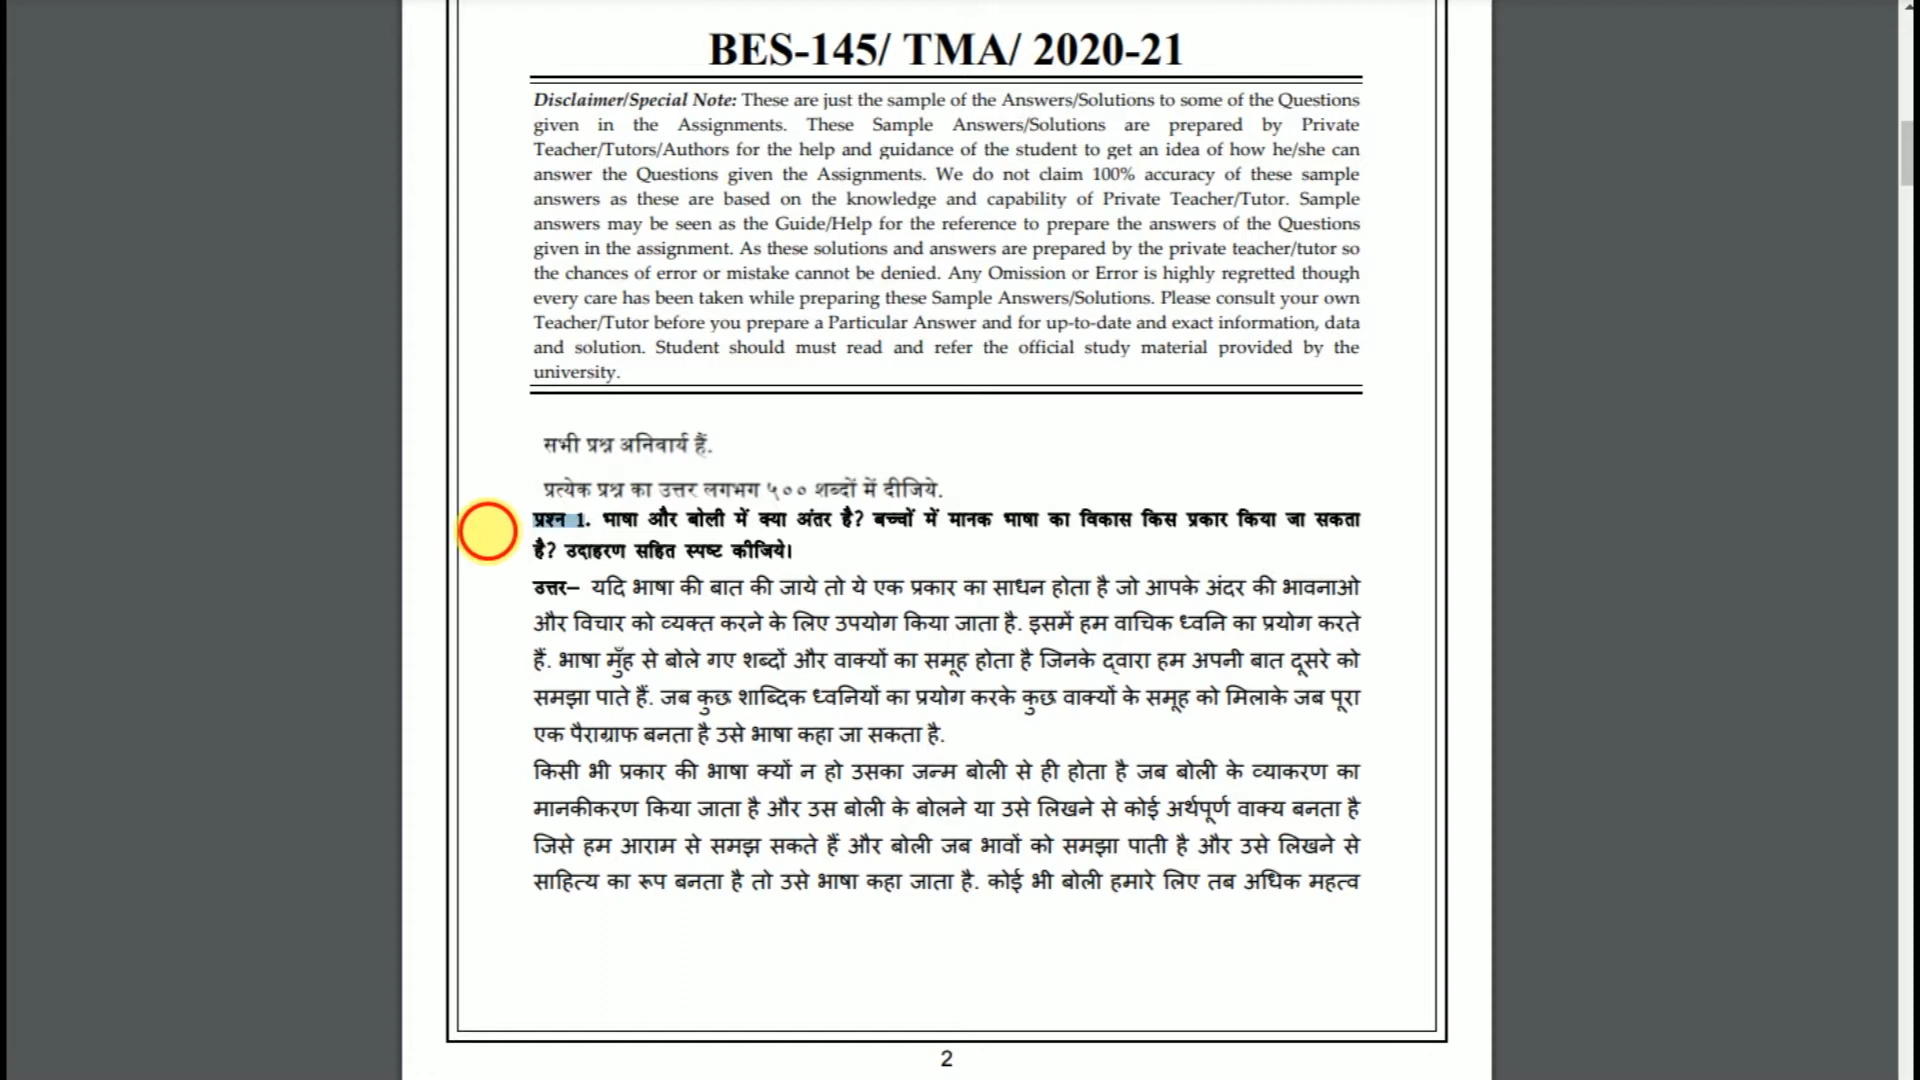 BES-145/ TMA/ 2020-21
Disclaimer/Special Note: These are just the sample of the Answers/Solutions to some of the Questions
given in the Assignments. These Sample Answers/Solutions are prepared by Private
Teacher/Tutors/Authors for the help and guidance of the student to get an idea of how he/she can
answer the Questions given the Assignments. We do not claim 100% accuracy of these sample
answers as these are based on the knowledge and capability of Private Teacher/Tutor. Sample
answers may be seen as the Guide/Help for the reference to prepare the answers of the Questions
given in the assignment. As these solutions and answers are prepared by the private teacher/tutor so
the chances of error or mistake cannot be denied. Any Omission or Error is highly regretted though
every care has been taken while preparing these Sample Answers/Solutions. Please consult your own
Teacher/Tutor before you prepare a Particular Answer and for up-to-date and exact information, data
and solution. Student should must read and refer the official study material provided by the
university.
सभी प्रश्न अनिवार्य हैं.
प्रत्येक प्रश्न का उत्तर लगभग ५०० शब्दों में दीजिये.
प्रश्न 1. भाषा और बोली में क्या अंतर है? बच्चों में मानक भाषा का विकास किस प्रकार किया जा सकता
है? उदाहरण सहित स्पष्ट कीजिये।
उत्तर– यदि भाषा की बात की जाये तो ये एक प्रकार का साधन होता है जो आपके अंदर की भावनाओ
और विचार को व्यक्त करने के लिए उपयोग किया जाता है. इसमें हम वाचिक ध्वनि का प्रयोग करते
हैं. भाषा मुँह से बोले गए शब्दों और वाक्यों का समूह होता है जिनके द्वारा हम अपनी बात दूसरे को
समझा पाते हैं. जब कुछ शाब्दिक ध्वनियों का प्रयोग करके कुछ वाक्यों के समूह को मिलाके जब पूरा
एक पैराग्राफ बनता है उसे भाषा कहा जा सकता है.
किसी भी प्रकार की भाषा क्यों न हो उसका जन्म बोली से ही होता है जब बोली के व्याकरण का
मानकीकरण किया जाता है और उस बोली के बोलने या उसे लिखने से कोई अर्थपूर्ण वाक्य बनता है
जिसे हम आराम से समझ सकते हैं और बोली जब भावों को समझा पाती है और उसे लिखने से
साहित्य का रूप बनता है तो उसे भाषा कहा जाता है. कोई भी बोली हमारे लिए तब अधिक महत्व
2